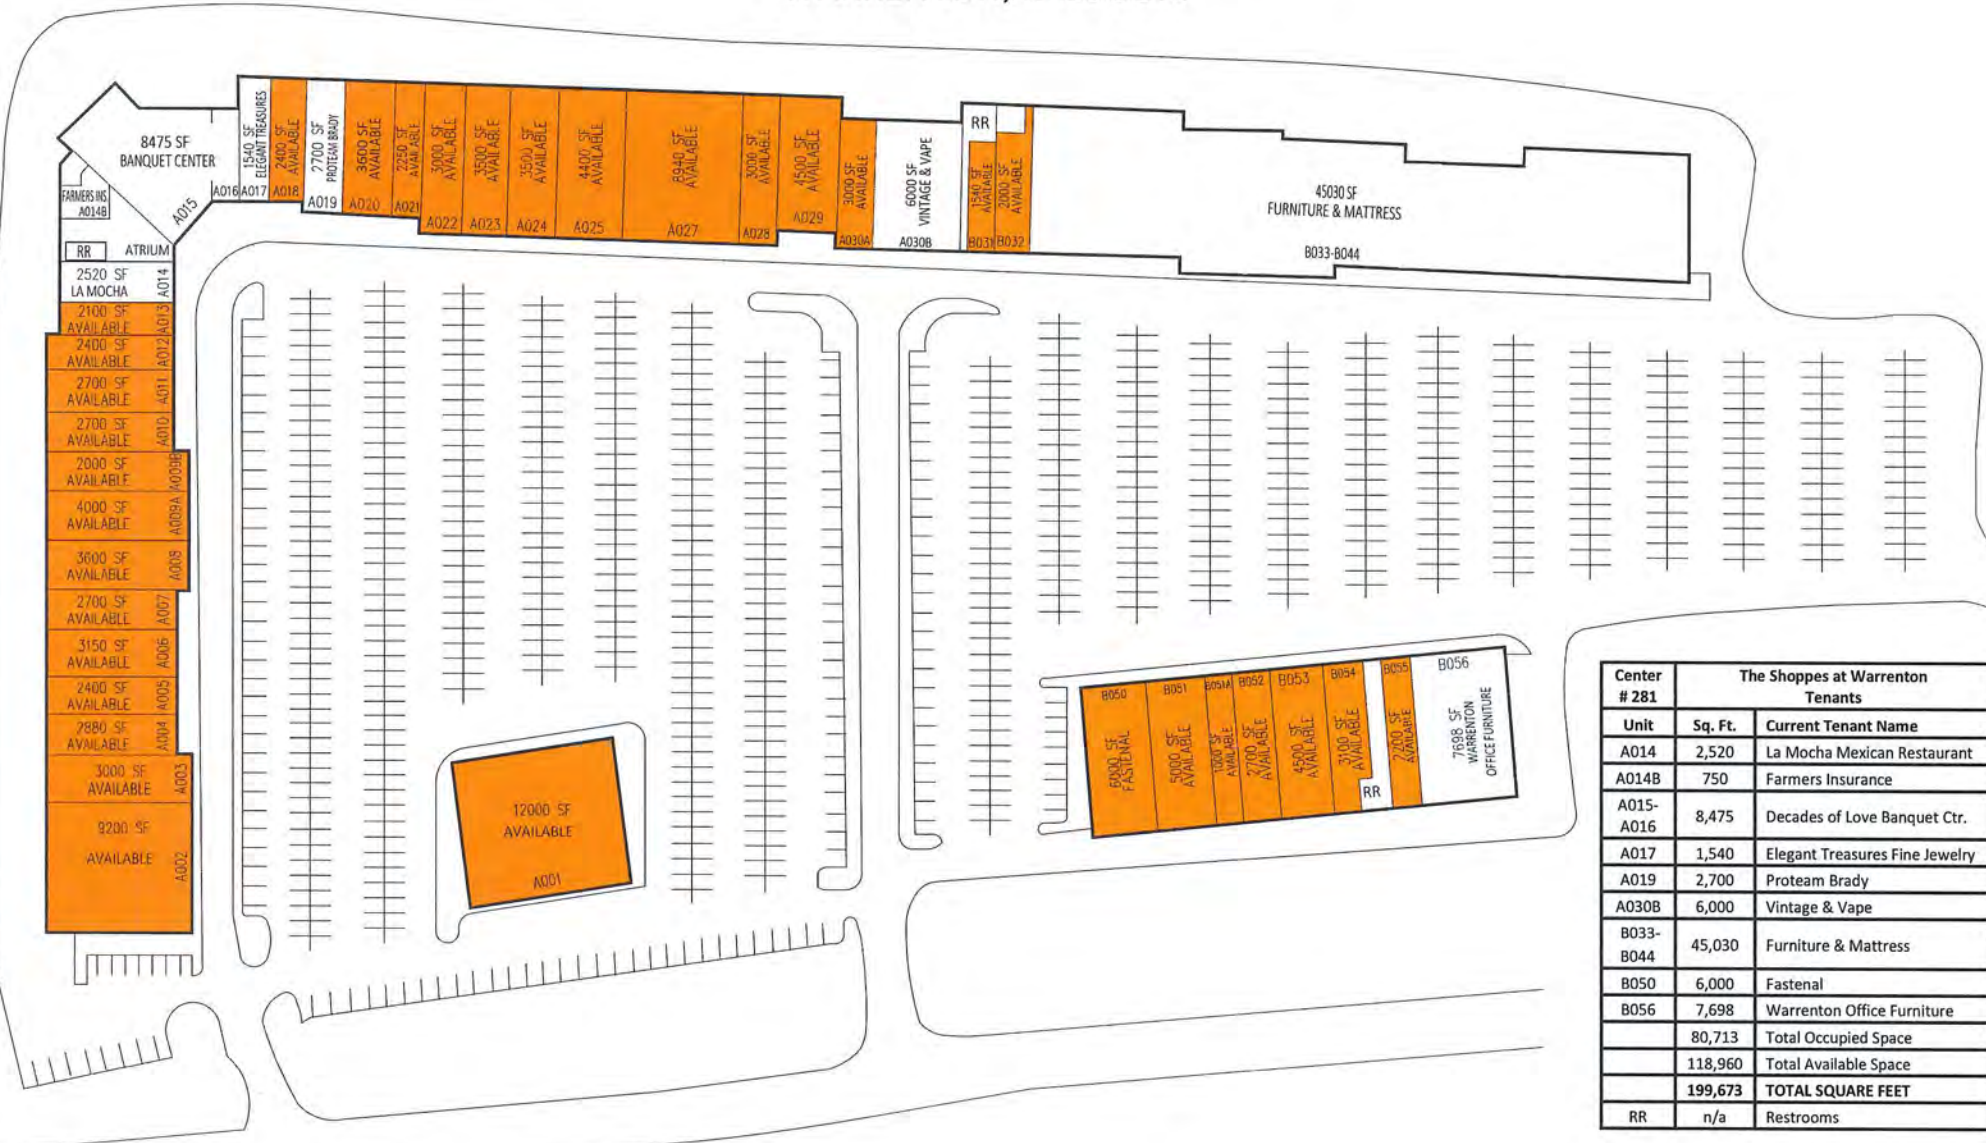 8475 SF
BANQUET CENTER
FARMERS INS.
A014B
A015
RR
ATRIUM
2520 SF
LA MOCHA
A014
2100 SF
AVAILABLE
A013
2400 SF
AVAILABLE
A012
2700 SF
AVAILABLE
A011
2700 SF
AVAILABLE
A010
2000 SF
AVAILABLE
A009B
4000 SF
AVAILABLE
A009A
3600 SF
AVAILABLE
A008
2700 SF
AVAILABLE
A007
3150 SF
AVAILABLE
A006
2400 SF
AVAILABLE
A005
2880 SF
AVAILABLE
A004
3000 SF
AVAILABLE
A003
9200 SF
AVAILABLE
A002
A016
1540 SF
ELEGANT TREASURES
A017
2400 SF
AVAILABLE
A018
2700 SF
PROTEAM BRADY
A019
3600 SF
AVAILABLE
A020
2250 SF
AVAILABLE
A021
3000 SF
AVAILABLE
A022
3500 SF
AVAILABLE
A023
3500 SF
AVAILABLE
A024
4400 SF
AVAILABLE
A025
8940 SF
AVAILABLE
A027
3000 SF
AVAILABLE
A028
4500 SF
AVAILABLE
A029
3000 SF
AVAILABLE
A030A
6000 SF
VINTAGE & VAPE
A030B
RR
1540 SF
AVAILABLE
B031
2000 SF
AVAILABLE
B032
45030 SF
FURNITURE & MATTRESS
B033-B044
12000 SF
AVAILABLE
A001
B050
6000 SF
FASTENAL
B051
5000 SF
AVAILABLE
B051A
1000 SF
AVAILABLE
B052
2700 SF
AVAILABLE
B053
4500 SF
AVAILABLE
B054
3100 SF
AVAILABLE
RR
B055
2200 SF
AVAILABLE
B056
7698 SF
WARRENTON
OFFICE FURNITURE
Center # 281 The Shoppes at Warrenton Tenants
Unit Sq. Ft. Current Tenant Name
A014 2,520 La Mocha Mexican Restaurant
A014B 750 Farmers Insurance
A015-A016 8,475 Decades of Love Banquet Ctr.
A017 1,540 Elegant Treasures Fine Jewelry
A019 2,700 Proteam Brady
A030B 6,000 Vintage & Vape
B033-B044 45,030 Furniture & Mattress
B050 6,000 Fastenal
B056 7,698 Warrenton Office Furniture
80,713 Total Occupied Space
118,960 Total Available Space
199,673 TOTAL SQUARE FEET
RR n/a Restrooms